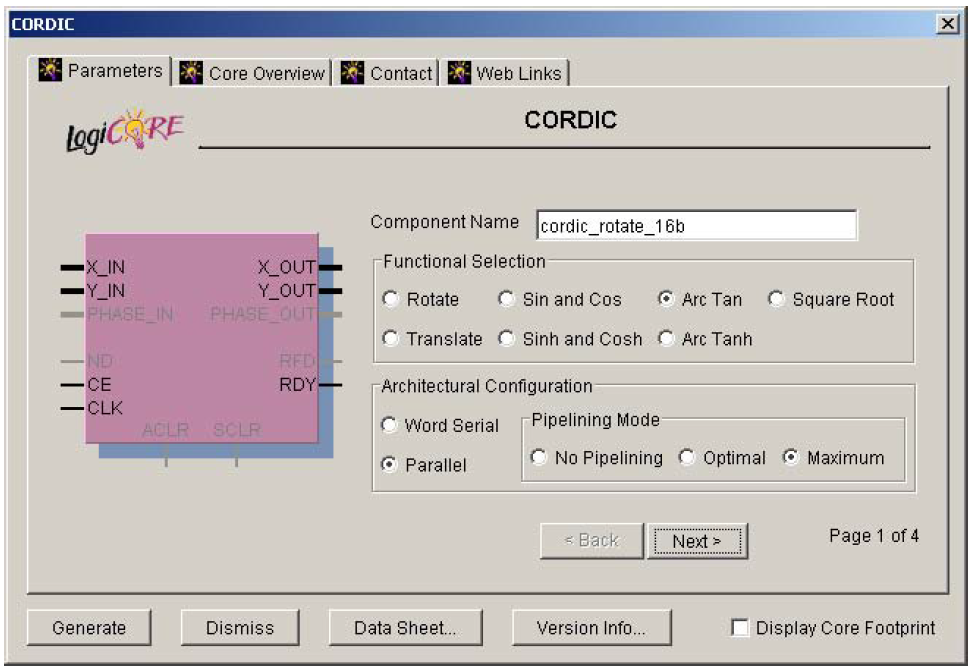 CORDIC
Parameters Core Overview Contact Web Links
LogiCORE
CORDIC
Component Name cordic_rotate_16b
Functional Selection
Rotate Sin and Cos Arc Tan Square Root
Translate Sinh and Cosh Arc Tanh
Architectural Configuration
Word Serial
Parallel
Pipelining Mode
No Pipelining Optimal Maximum
X_IN X_OUT
Y_IN Y_OUT
PHASE_IN PHASE_OUT
ND RFD
CE RDY
CLK
ACLR SCLR
< Back Next > Page 1 of 4
Generate Dismiss Data Sheet... Version Info... Display Core Footprint